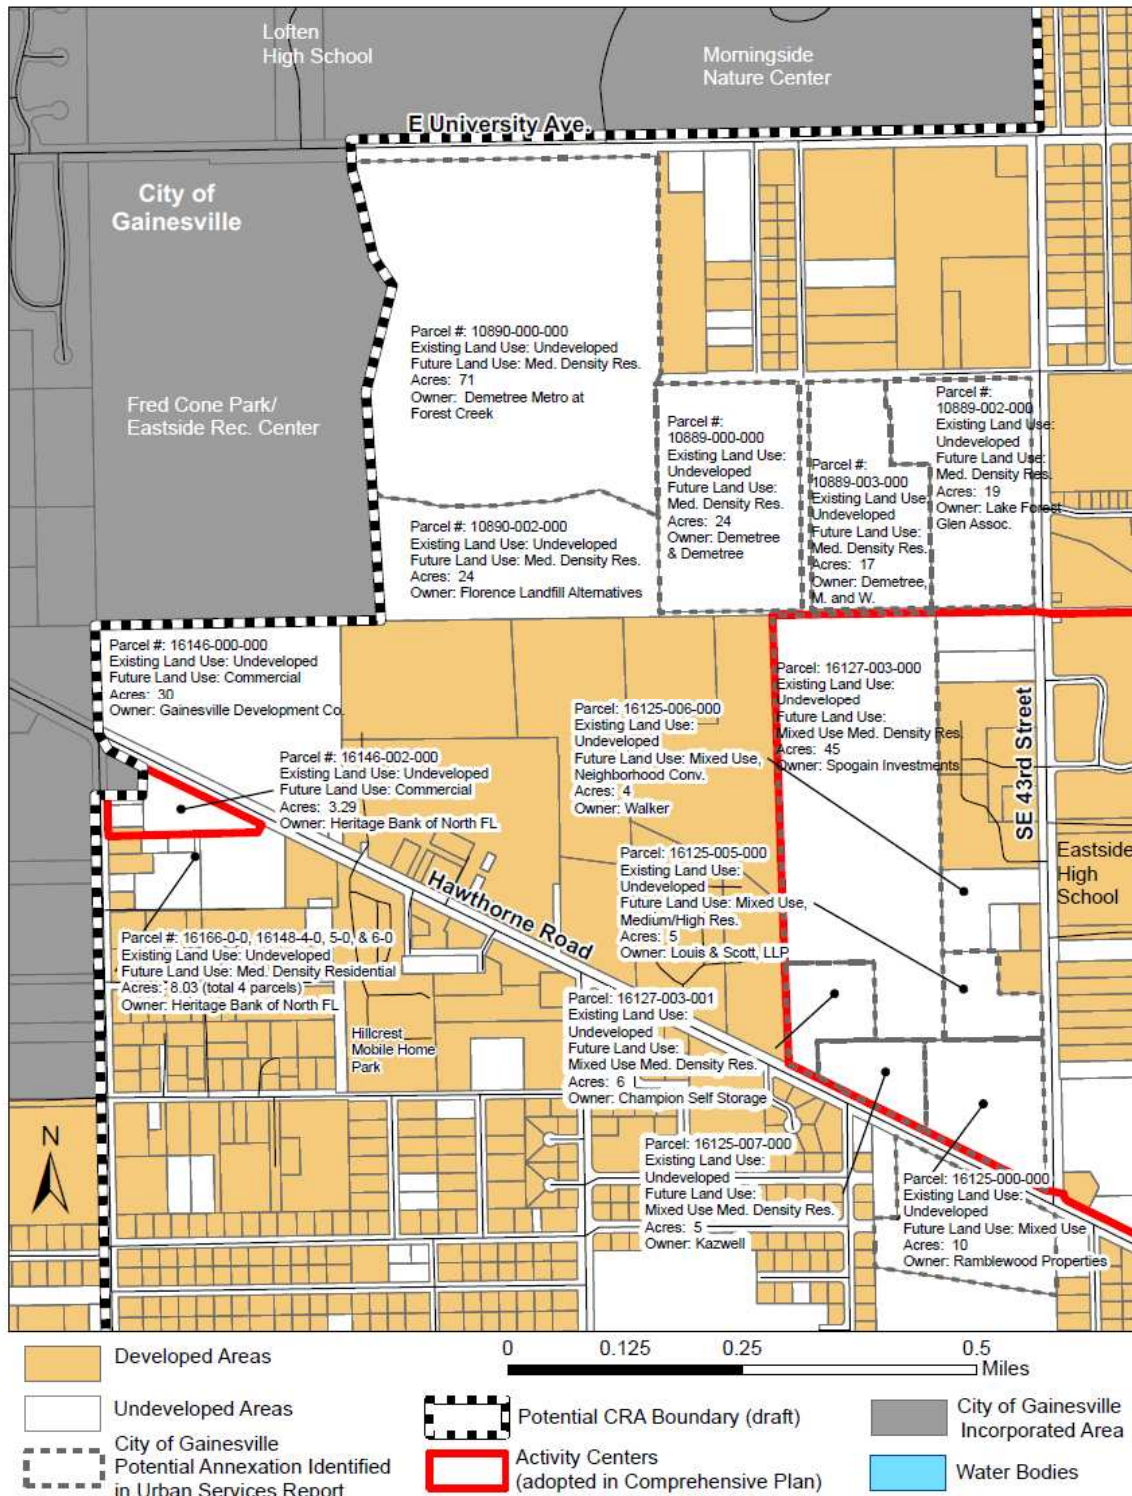 Loften
High School
Morningside
Nature Center
E University Ave.
City of
Gainesville
Parcel #: 10890-000-000
Existing Land Use: Undeveloped
Future Land Use: Med. Density Res.
Acres: 71
Owner: Demetree Metro at
Forest Creek
Fred Cone Park/
Eastside Rec. Center
Parcel #:
10889-000-000
Existing Land Use:
Undeveloped
Future Land Use:
Med. Density Res.
Acres: 24
Owner: Demetree
& Demetree
Parcel #:
10889-003-000
Existing Land Use:
Undeveloped
Future Land Use:
Med. Density Res.
Acres: 17
Owner: Demetree,
M. and W.
Parcel #:
10889-002-000
Existing Land Use:
Undeveloped
Future Land Use:
Med. Density Res.
Acres: 19
Owner: Lake Forest
Glen Assoc.
Parcel #: 10890-002-000
Existing Land Use: Undeveloped
Future Land Use: Med. Density Res.
Acres: 24
Owner: Florence Landfill Alternatives
Parcel #: 16146-000-000
Existing Land Use: Undeveloped
Future Land Use: Commercial
Acres: 30
Owner: Gainesville Development Co.
Parcel #: 16146-002-000
Existing Land Use: Undeveloped
Future Land Use: Commercial
Acres: 3.29
Owner: Heritage Bank of North FL
Parcel: 16125-006-000
Existing Land Use:
Undeveloped
Future Land Use: Mixed Use,
Neighborhood Conv.
Acres: 4
Owner: Walker
Parcel: 16127-003-000
Existing Land Use:
Undeveloped
Future Land Use:
Mixed Use Med. Density Res.
Acres: 45
Owner: Spogain Investments
SE 43rd Street
Eastside
High
School
Parcel: 16125-005-000
Existing Land Use:
Undeveloped
Future Land Use: Mixed Use,
Medium/High Res.
Acres: 5
Owner: Louis & Scott, LLP
Hawthorne Road
Parcel #: 16166-0-0, 16148-4-0, 5-0, & 6-0
Existing Land Use: Undeveloped
Future Land Use: Med. Density Residential
Acres: 8.03 (total 4 parcels)
Owner: Heritage Bank of North FL
Hillcrest
Mobile Home
Park
Parcel: 16127-003-001
Existing Land Use:
Undeveloped
Future Land Use:
Mixed Use Med. Density Res.
Acres: 6
Owner: Champion Self Storage
Parcel: 16125-007-000
Existing Land Use:
Undeveloped
Future Land Use:
Mixed Use Med. Density Res.
Acres: 5
Owner: Kazwell
Parcel: 16125-000-000
Existing Land Use:
Undeveloped
Future Land Use: Mixed Use
Acres: 10
Owner: Ramblewood Properties
N
0 0.125 0.25 0.5
Miles
Developed Areas
Undeveloped Areas
City of Gainesville
Potential Annexation Identified
in Urban Services Report
Potential CRA Boundary (draft)
Activity Centers
(adopted in Comprehensive Plan)
City of Gainesville
Incorporated Area
Water Bodies